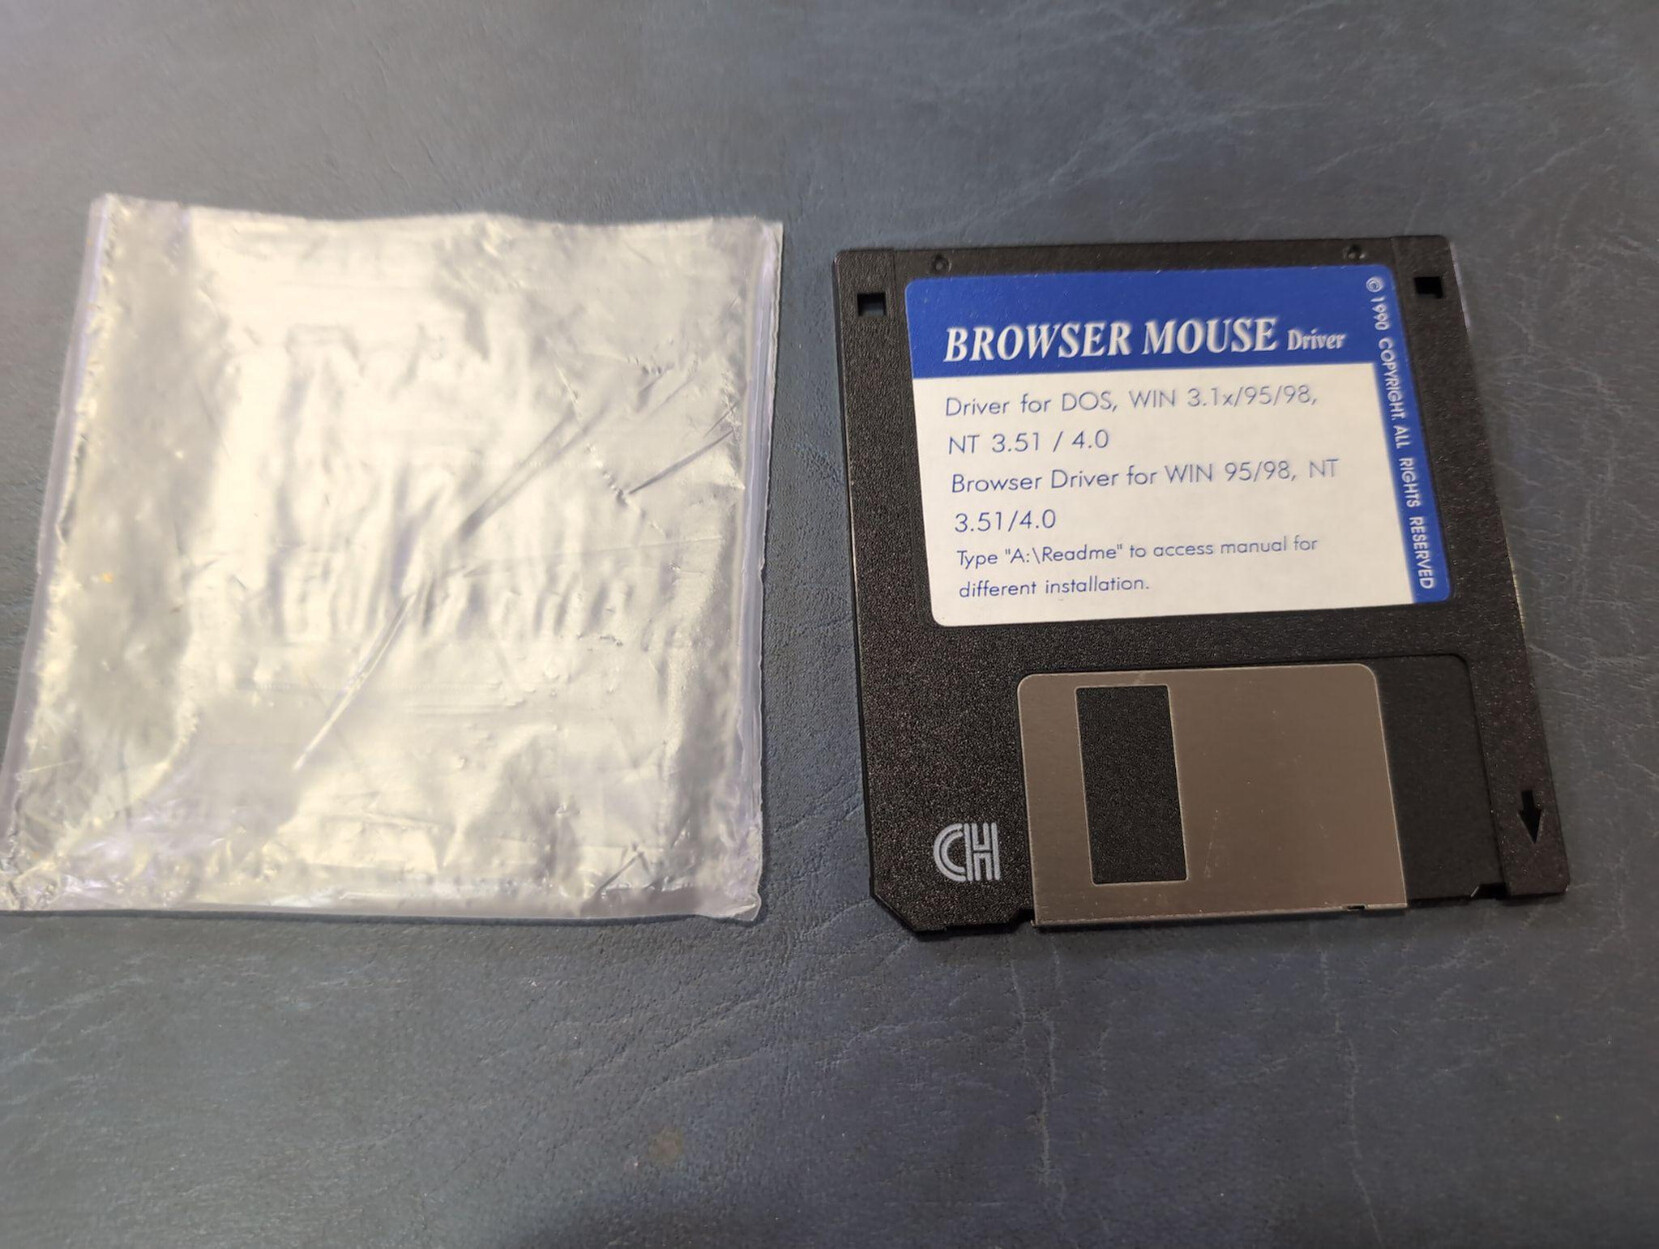 BROWSER MOUSE Driver
Driver for DOS, WIN 3.1x/95/98,
NT 3.51 / 4.0
Browser Driver for WIN 95/98, NT
3.51/4.0
Type "A:\Readme" to access manual for
different installation.
© 1990 COPYRIGHT. ALL RIGHTS RESERVED
CH